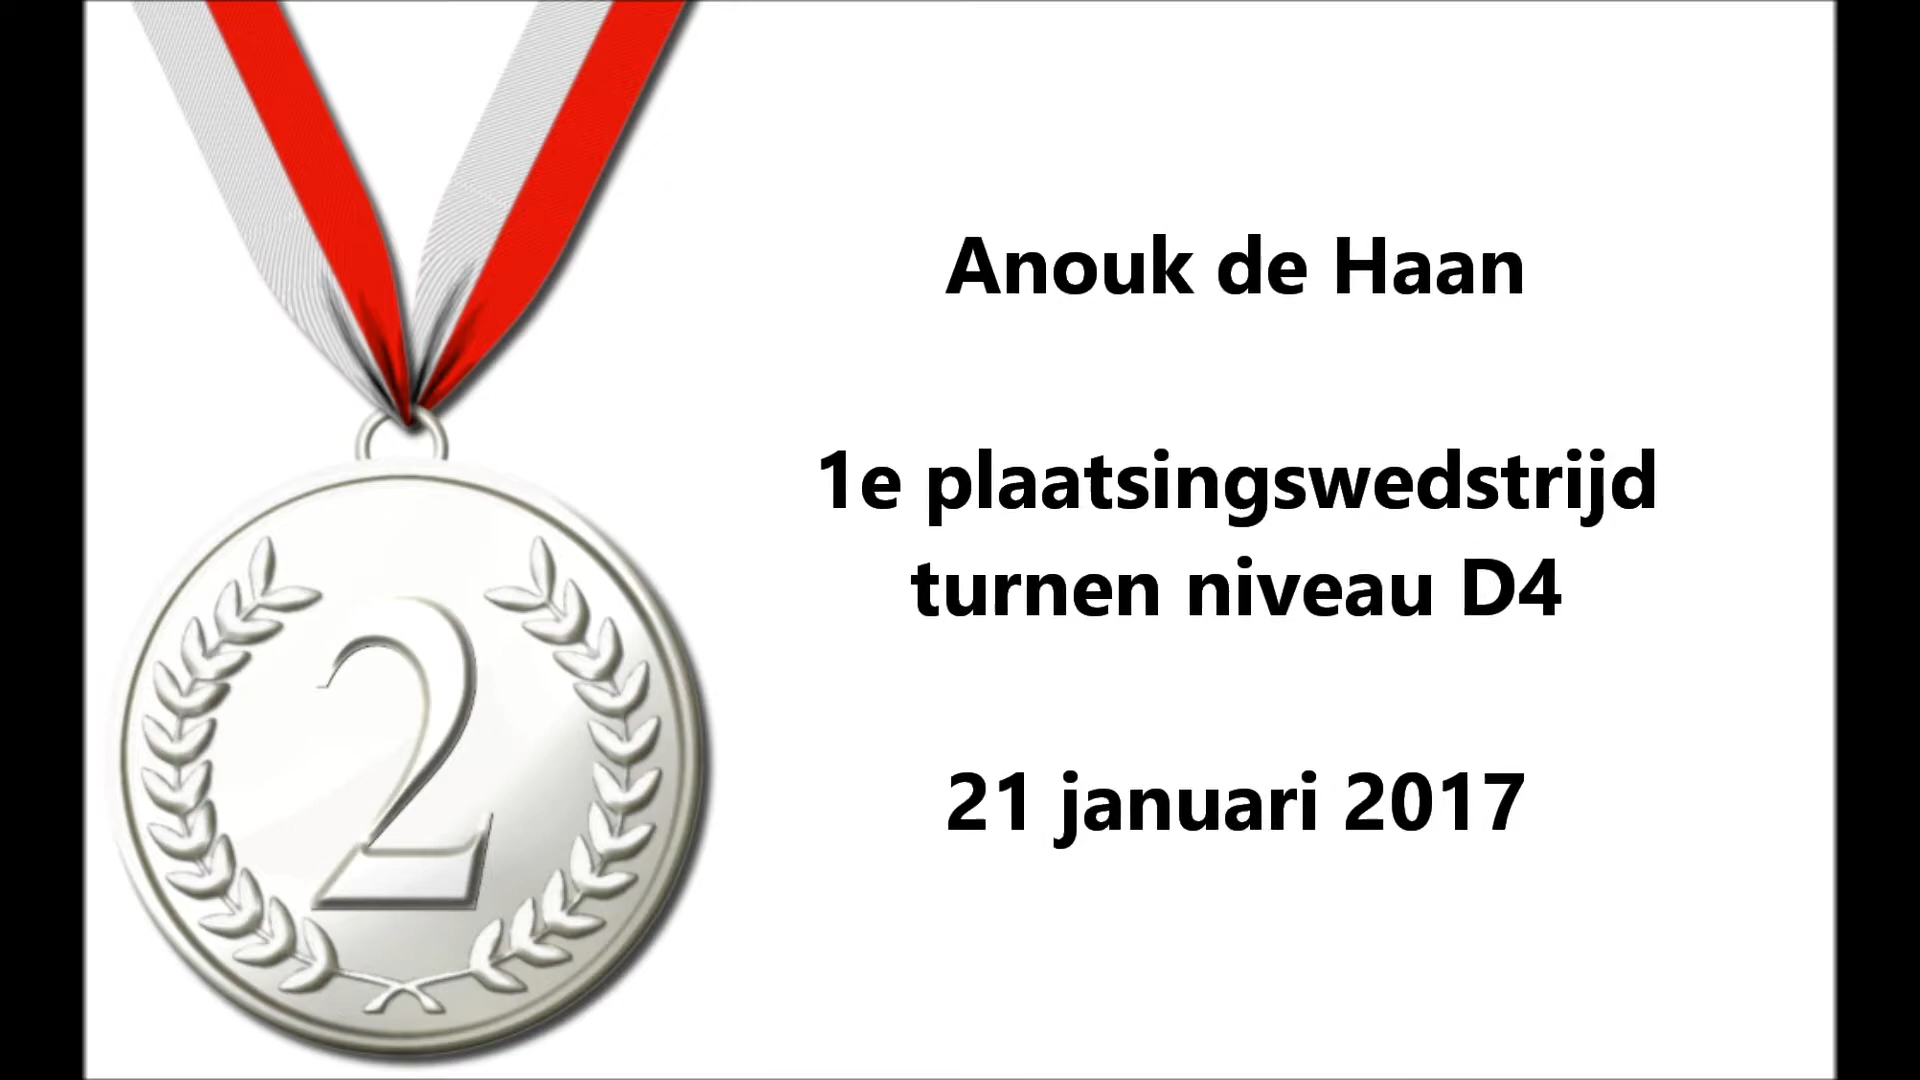 Anouk de Haan
1e plaatsingswedstrijd
turnen niveau D4
21 januari 2017
2